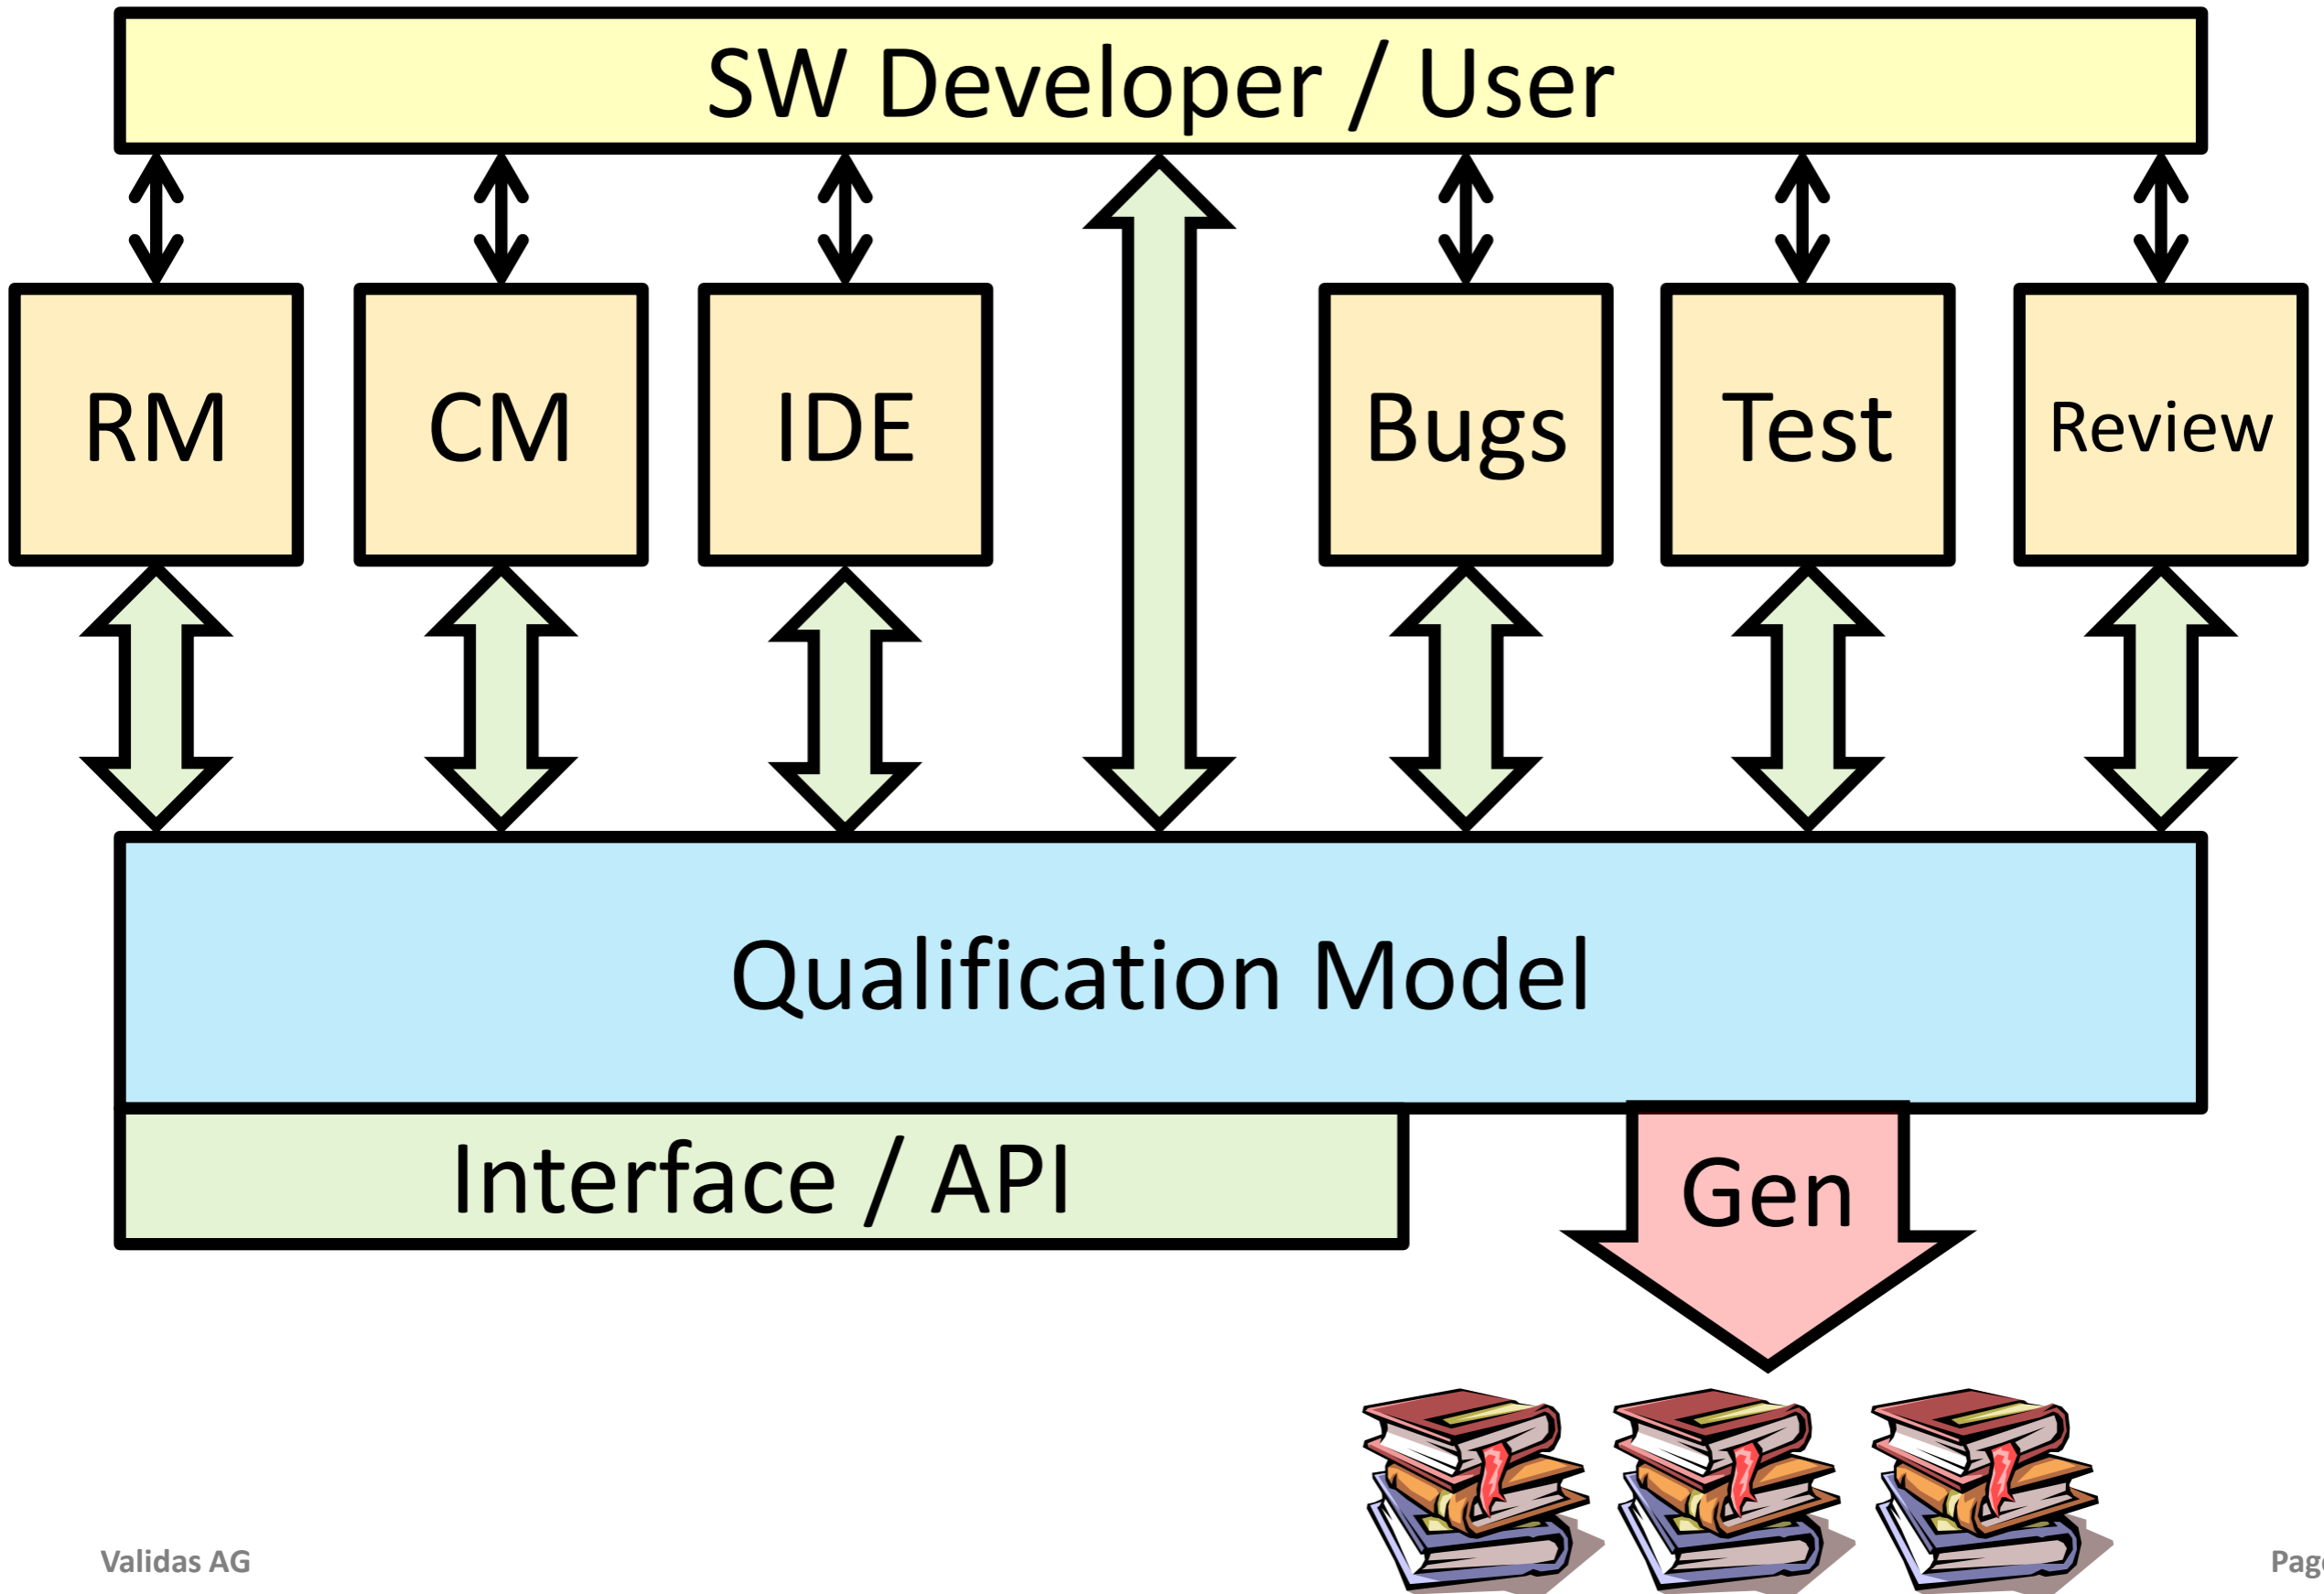 SW Developer / User
RM
CM
IDE
Bugs
Test
Review
Qualification Model
Interface / API
Gen
Validas AG